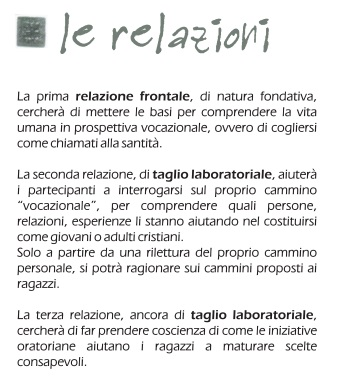 le relazioni
La prima relazione frontale, di natura fondativa,
cercherà di mettere le basi per comprendere la vita
umana in prospettiva vocazionale, ovvero di cogliersi
come chiamati alla santità.
La seconda relazione, di taglio laboratoriale, aiuterà
i partecipanti a interrogarsi sul proprio cammino
“vocazionale”, per comprendere quali persone,
relazioni, esperienze li stanno aiutando nel costituirsi
come giovani o adulti cristiani.
Solo a partire da una rilettura del proprio cammino
personale, si potrà ragionare sui cammini proposti ai
ragazzi.
La terza relazione, ancora di taglio laboratoriale,
cercherà di far prendere coscienza di come le iniziative
oratoriane aiutano i ragazzi a maturare scelte
consapevoli.